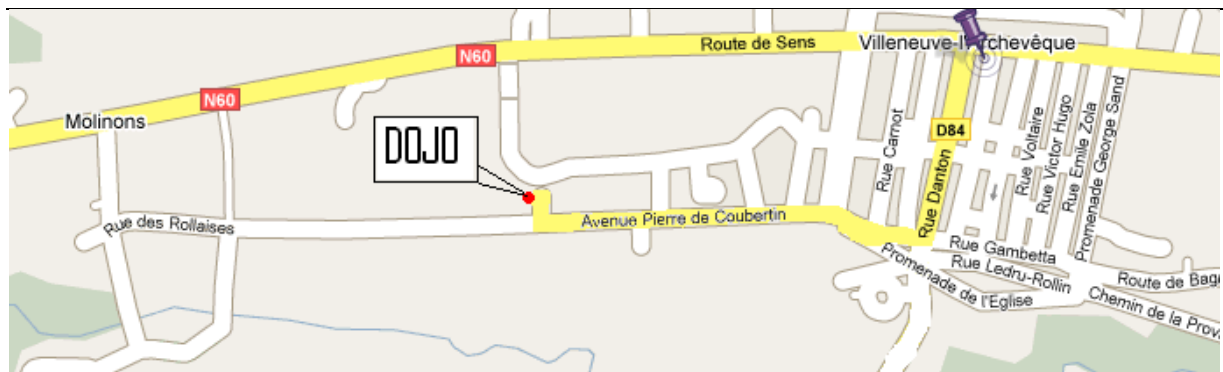 Route de Sens
Villeneuve-l'Archevêque
N60
N60
Molinons
DOJO
D84
Rue Carnot
Rue Danton
Rue Voltaire
Rue Victor Hugo
Rue Emile Zola
Promenade George Sand
Rue des Rollaises
Avenue Pierre de Coubertin
Rue Gambetta
Rue Ledru-Rollin
Promenade de l'Eglise
Route de Bag
Chemin de la Prova